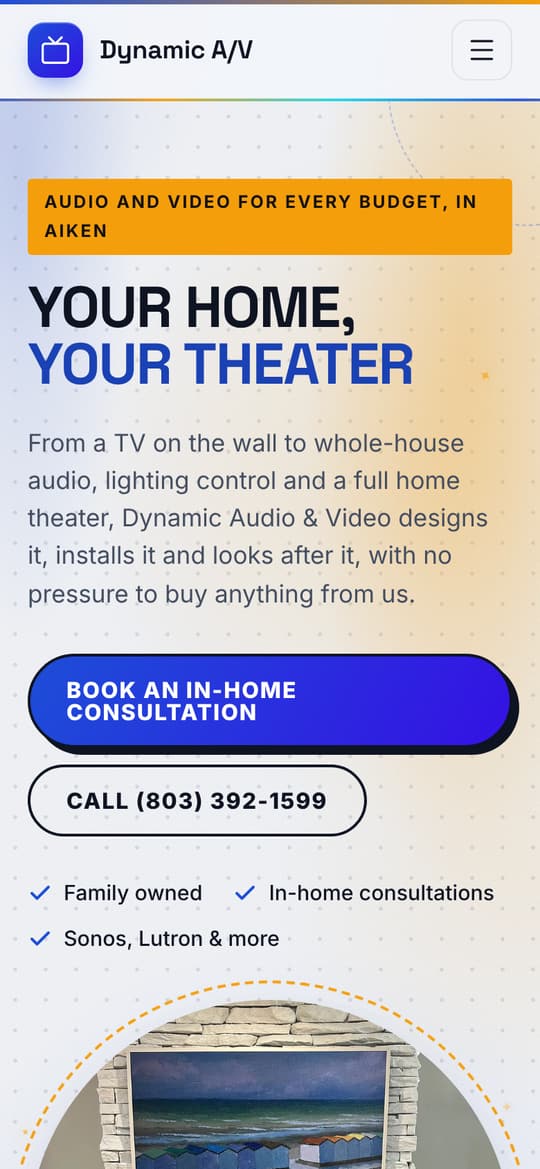 Dynamic A/V
AUDIO AND VIDEO FOR EVERY BUDGET, IN
AIKEN
YOUR HOME,
YOUR THEATER
From a TV on the wall to whole-house
audio, lighting control and a full home
theater, Dynamic Audio & Video designs
it, installs it and looks after it, with no
pressure to buy anything from us.
BOOK AN IN-HOME
CONSULTATION
CALL (803) 392-1599
Family owned
In-home consultations
Sonos, Lutron & more